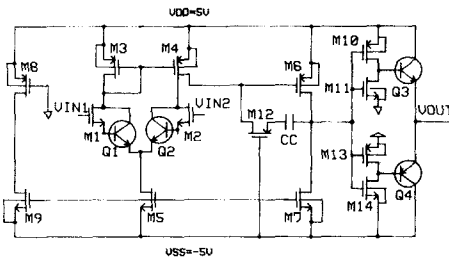 VDD=5V
M8
M3
M4
M6
M10
Q3
M11
VIN1
VIN2
M12
VOUT
M1
Q1
Q2
M2
CC
M13
Q4
M9
M5
M7
M14
VSS=-5V